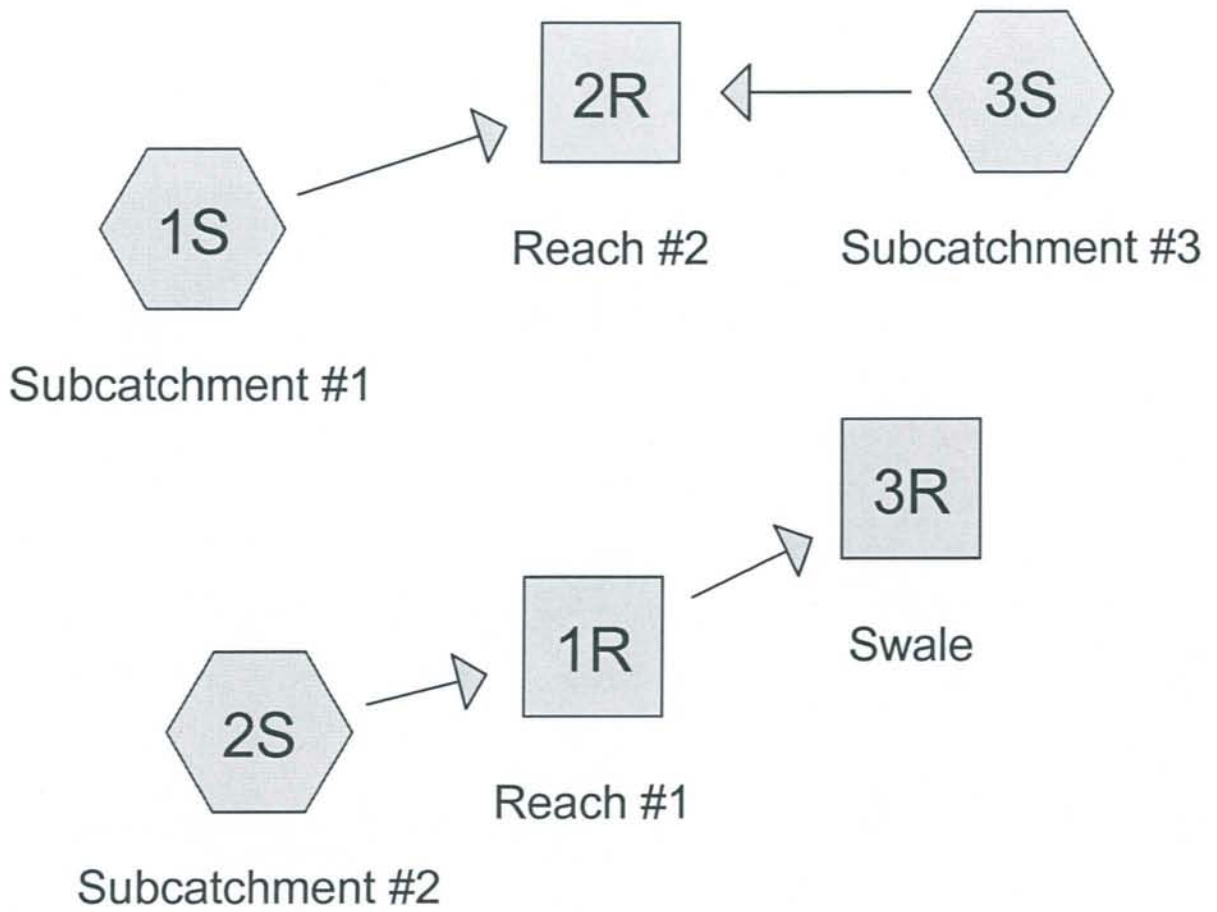 2R
3S
1S
Reach #2
Subcatchment #3
Subcatchment #1
3R
1R
Swale
2S
Reach #1
Subcatchment #2